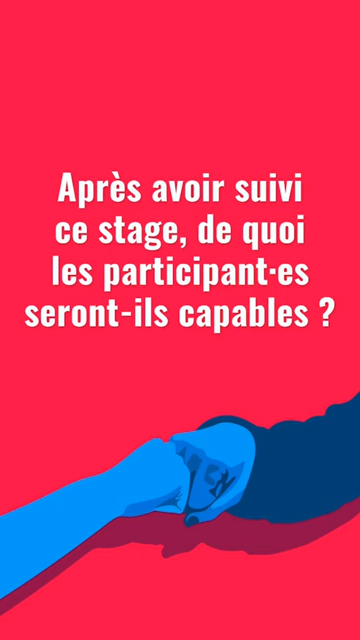 Après avoir suivi
ce stage, de quoi
les participant·es
seront-ils capables ?